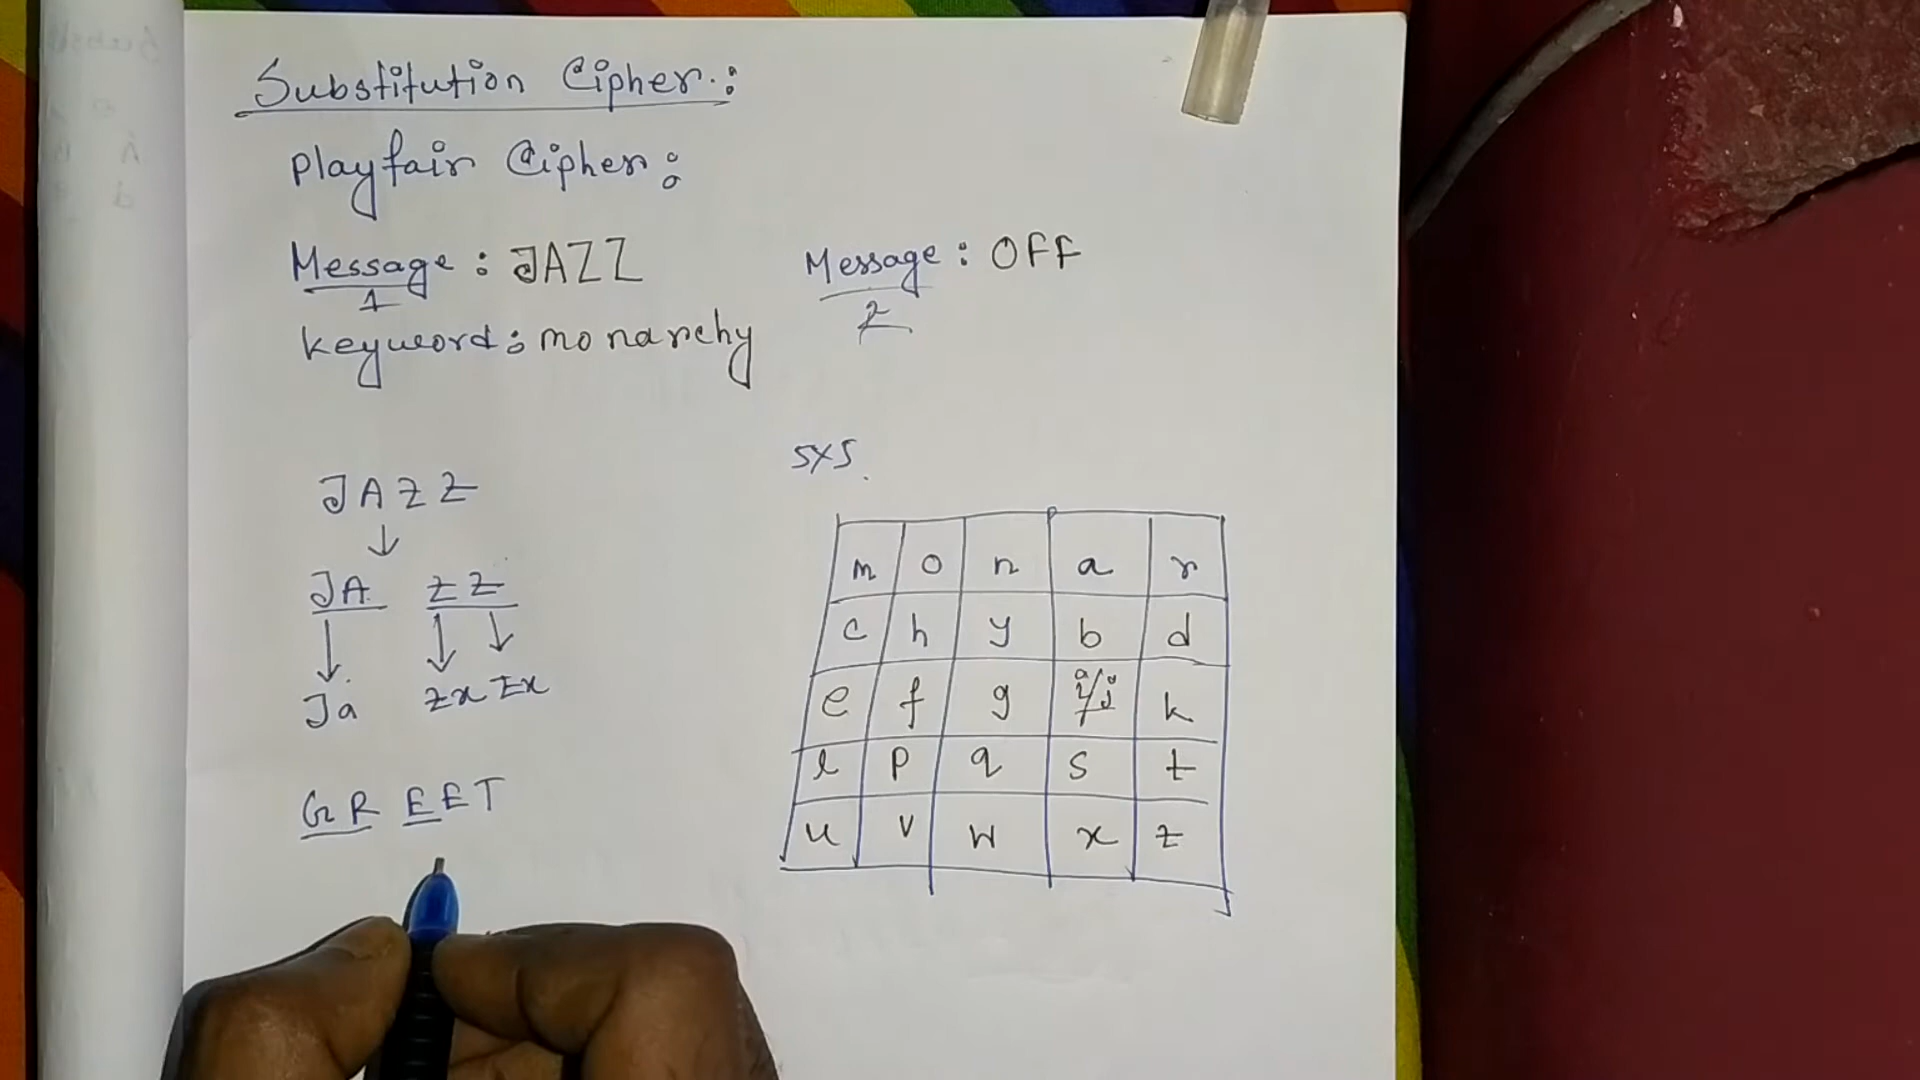 Substitution Cipher :
Playfair Cipher :
Message : JAZZ
1
Message : OFF
2
keyword : monarchy
JAZZ
JA ZZ
Ja zx zx
GR EET
5x5
m o n a r
c h y b d
e f g i/j k
l p q s t
u v w x z